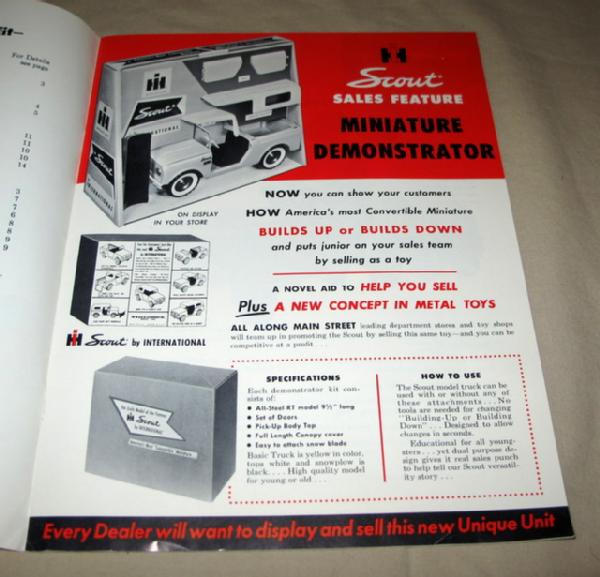 it—
For Details
see page
3
4
5
11
11
10
10
14
3
7
7
6
8
8
9
9
IH
Scout
SALES FEATURE
MINIATURE
DEMONSTRATOR
IH
Scout
INTERNATIONAL
ON DISPLAY
IN YOUR STORE
NOW you can show your customers
HOW America's most Convertible Miniature
BUILDS UP or BUILDS DOWN
and puts junior on your sales team
by selling as a toy
A NOVEL AID TO HELP YOU SELL
Plus A NEW CONCEPT IN METAL TOYS
ALL ALONG MAIN STREET leading department stores and toy shops
will team up in promoting the Scout by selling this same toy—and you can be
competitive at a profit . . .
IH Scout by INTERNATIONAL
IH
Scout
by INTERNATIONAL
SPECIFICATIONS
Each demonstrator kit con-
sists of:
• All-Steel KT model 9½" long
• Set of Doors
• Pick-Up Body Top
• Full Length Canopy cover
• Easy to attach snow blade
Basic Truck is yellow in color,
tops white and snowplow is
black. . . . High quality model
for young or old . . .
HOW TO USE
The Scout model truck can be
used with or without any of
these attachments . . . No
tools are needed for changing
"Building-Up or Building
Down" . . . Designed to allow
changes in seconds.
Educational for all young-
sters . . . yet dual purpose de-
sign gives it real sales punch
to help tell our Scout versatil-
ity story . . .
Every Dealer will want to display and sell this new Unique Unit